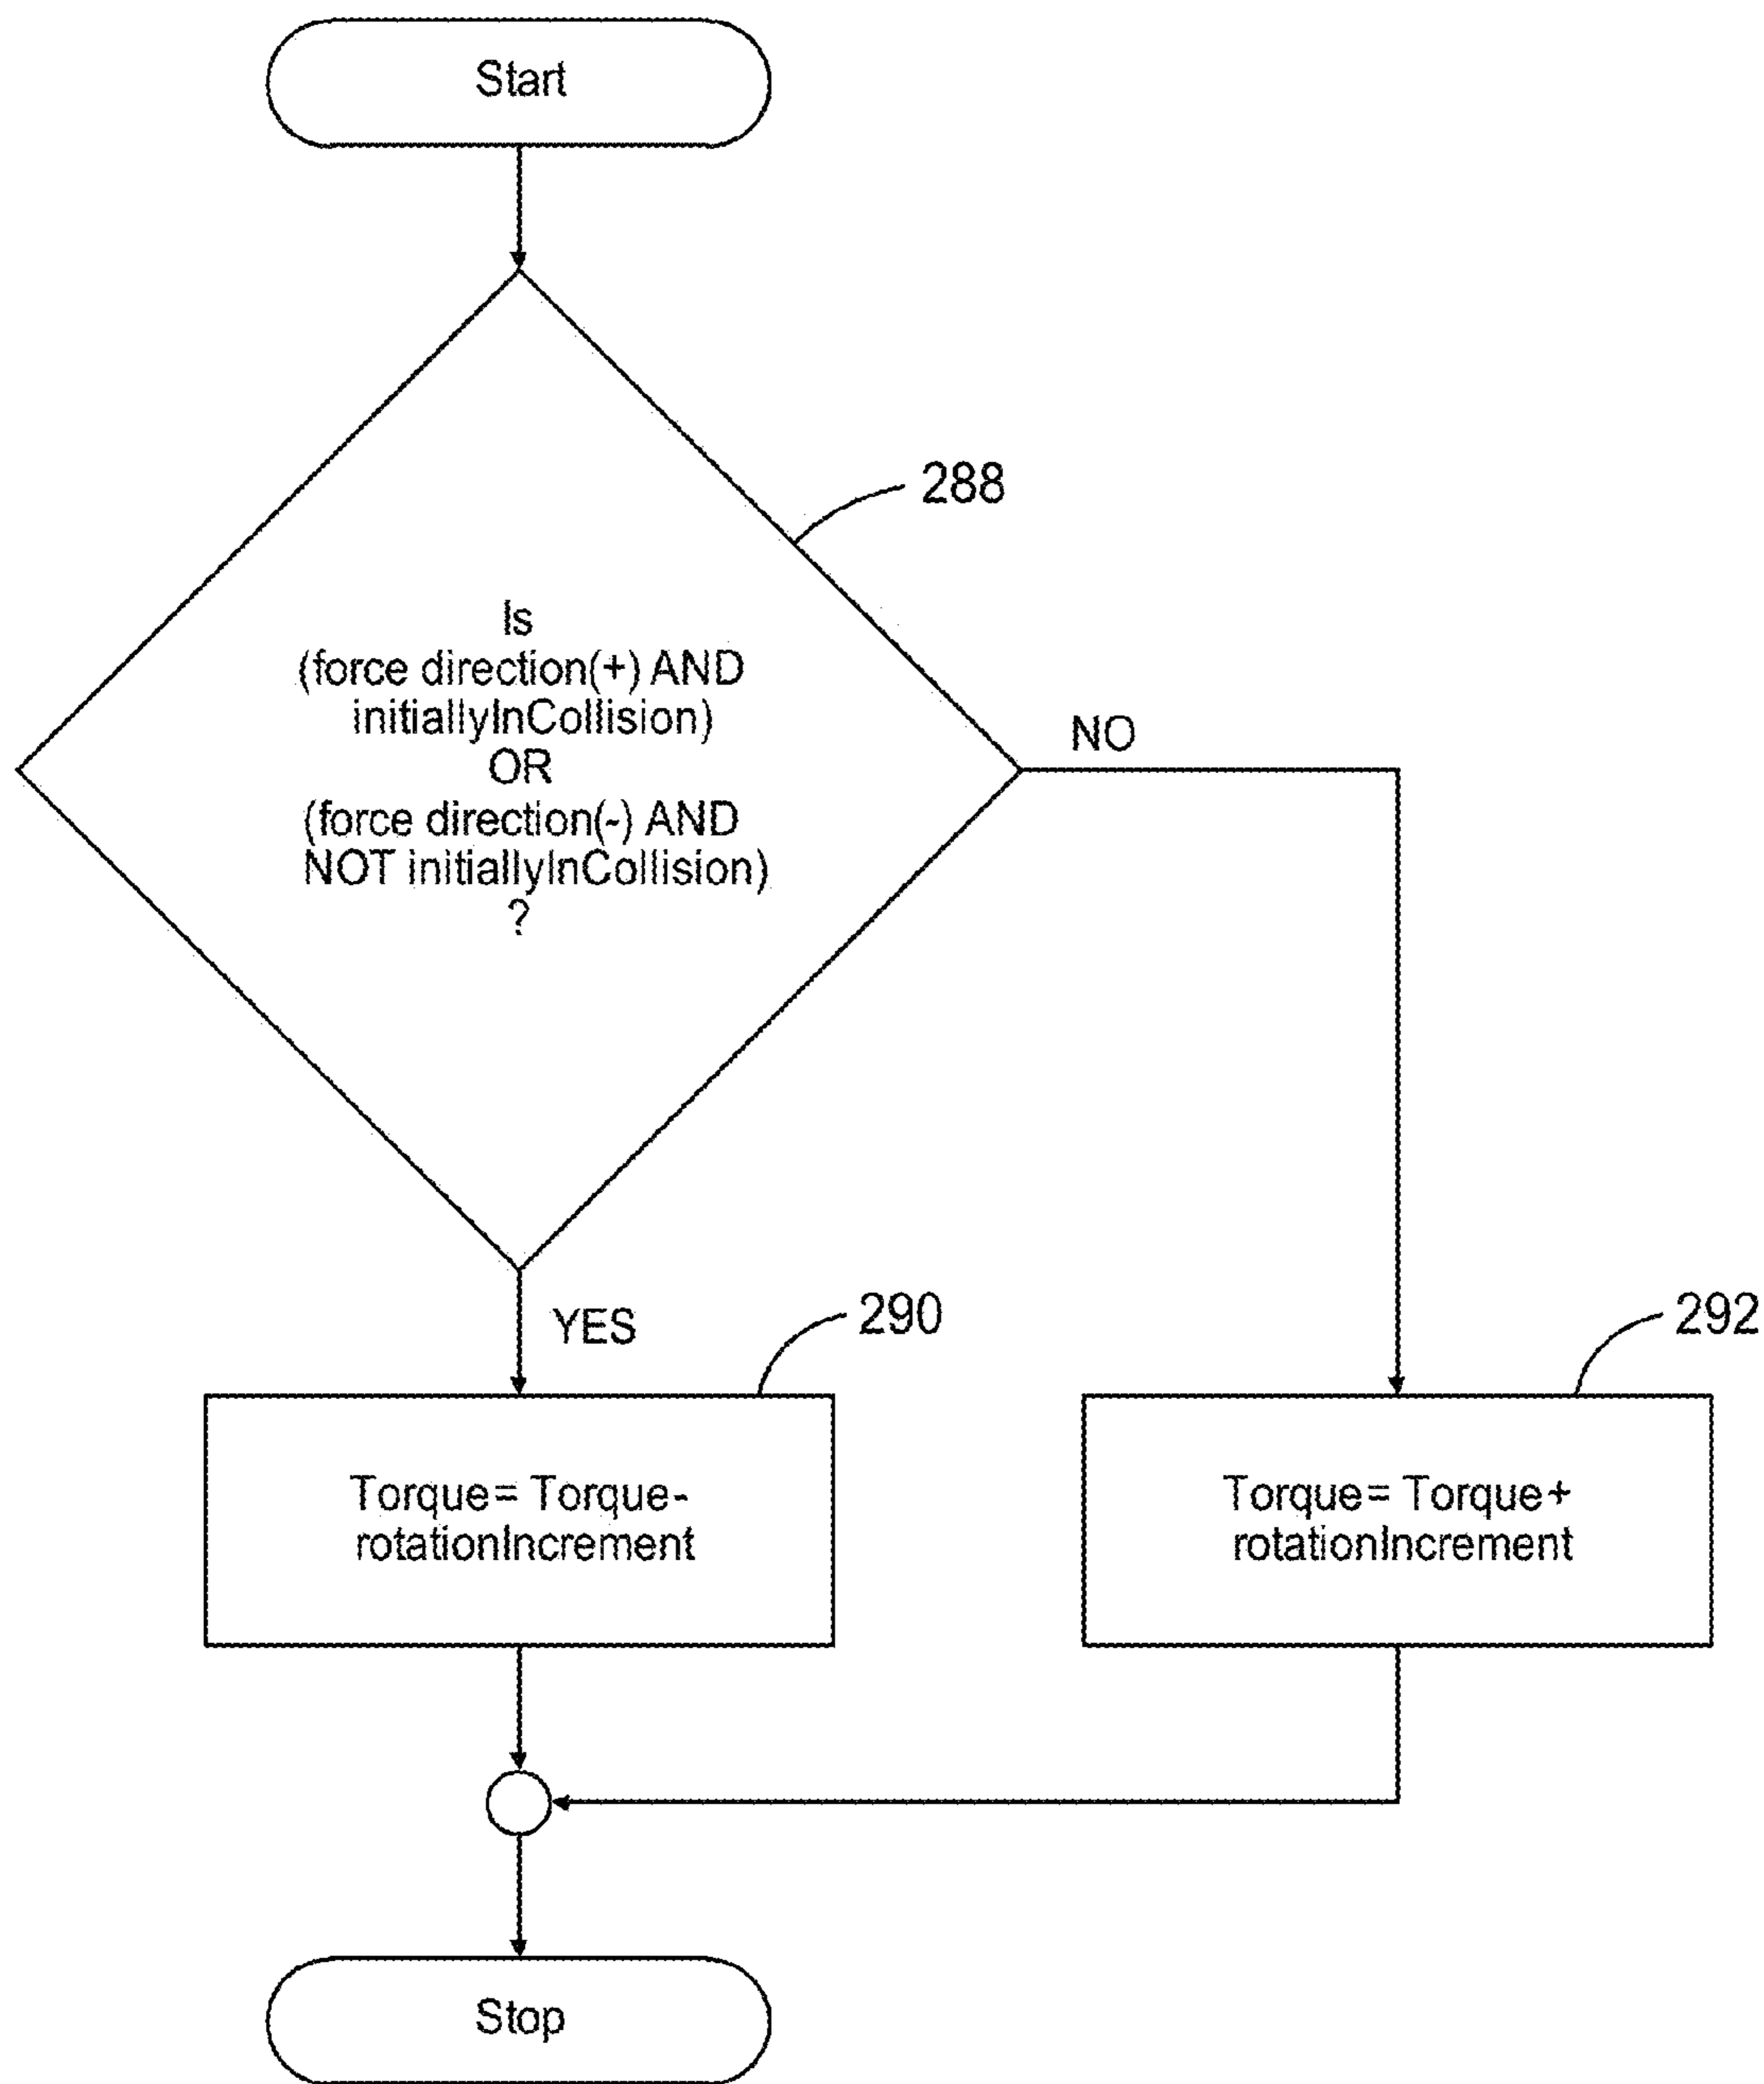 Start
288
Is
(force direction(+) AND
initiallyInCollision)
OR
(force direction(-) AND
NOT initiallyInCollision)
?
NO
YES
290
292
Torque= Torque-
rotationIncrement
Torque= Torque+
rotationIncrement
Stop